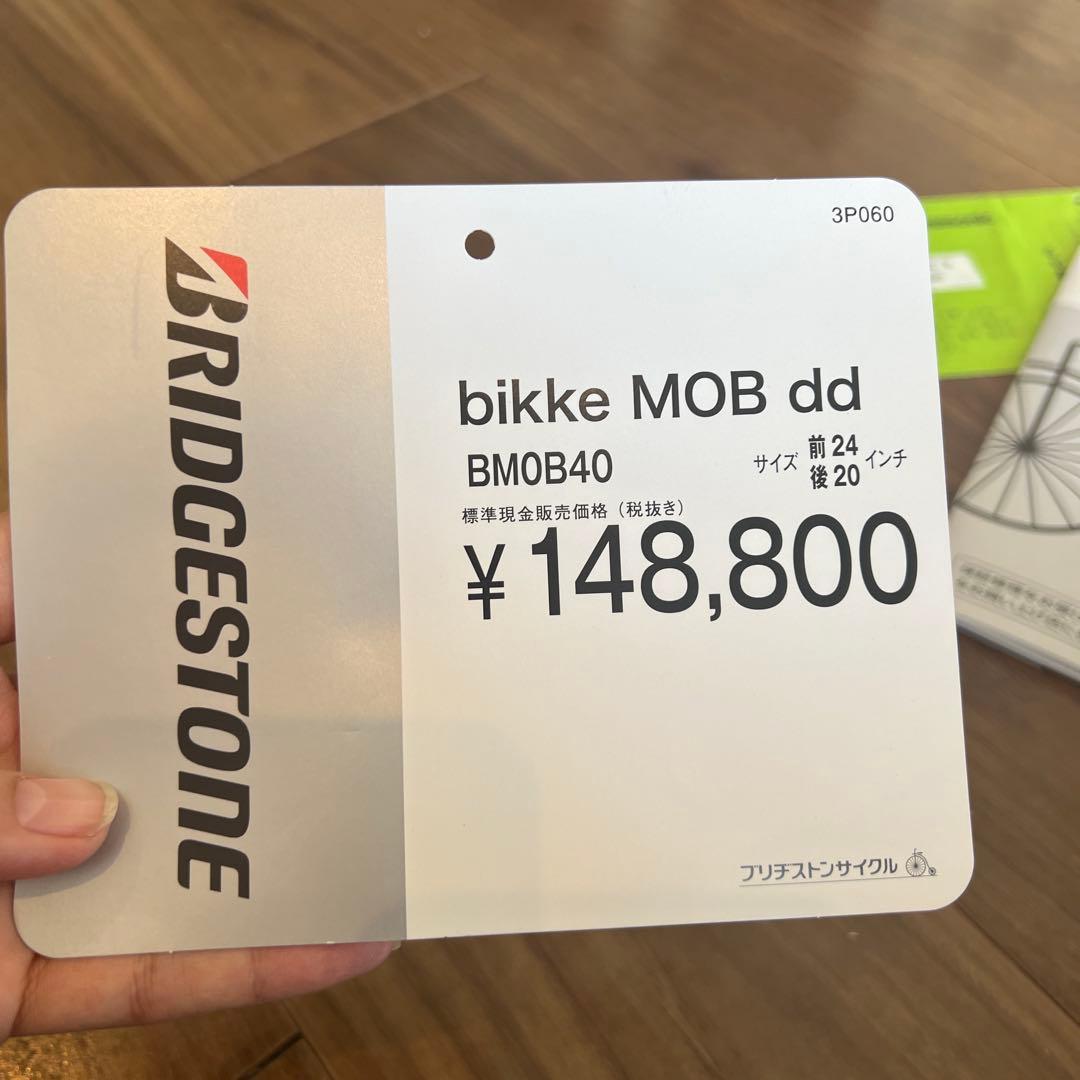 BRIDGESTONE
3P060
bikke MOB dd
BM0B40
サイズ 前24 後20 インチ
標準現金販売価格(税抜き)
¥148,800
ブリヂストンサイクル